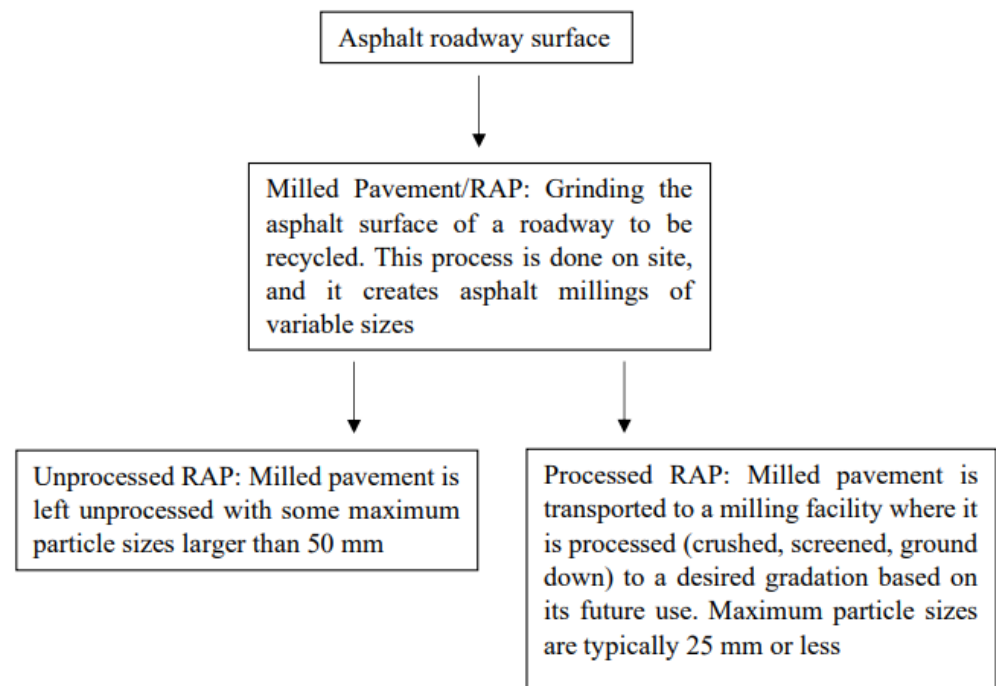 Asphalt roadway surface
Milled Pavement/RAP: Grinding the
asphalt surface of a roadway to be
recycled. This process is done on site,
and it creates asphalt millings of
variable sizes
Unprocessed RAP: Milled pavement is
left unprocessed with some maximum
particle sizes larger than 50 mm
Processed RAP: Milled pavement is
transported to a milling facility where it
is processed (crushed, screened, ground
down) to a desired gradation based on
its future use. Maximum particle sizes
are typically 25 mm or less